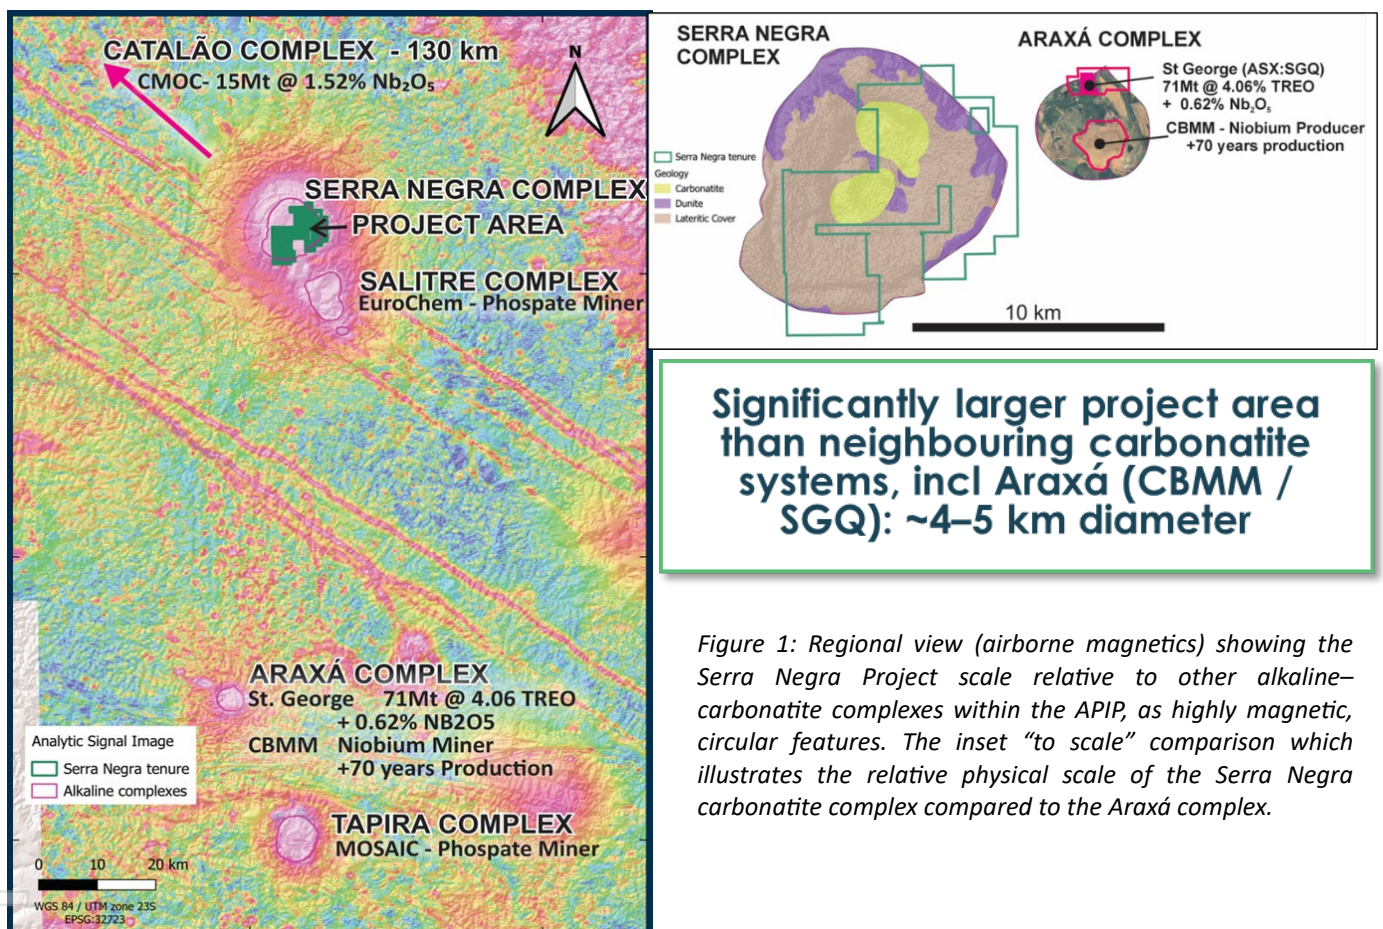 CATALÃO COMPLEX - 130 km
CMOC- 15Mt @ 1.52% Nb₂O₅
N
SERRA NEGRA COMPLEX
PROJECT AREA
SALITRE COMPLEX
EuroChem - Phospate Miner
ARAXÁ COMPLEX
St. George 71Mt @ 4.06 TREO
+ 0.62% NB2O5
CBMM Niobium Miner
+70 years Production
TAPIRA COMPLEX
MOSAIC - Phospate Miner
Analytic Signal Image
Serra Negra tenure
Alkaline complexes
0 10 20 km
WGS 84 / UTM zone 23S
EPSG:32723
SERRA NEGRA
COMPLEX
Serra Negra tenure
Geology
Carbonatite
Dunite
Lateritic Cover
10 km
ARAXÁ COMPLEX
St George (ASX:SGQ)
71Mt @ 4.06% TREO
+ 0.62% Nb₂O₅
CBMM - Niobium Producer
+70 years production
Significantly larger project area
than neighbouring carbonatite
systems, incl Araxá (CBMM /
SGQ): ~4–5 km diameter
Figure 1: Regional view (airborne magnetics) showing the
Serra Negra Project scale relative to other alkaline–
carbonatite complexes within the APIP, as highly magnetic,
circular features. The inset “to scale” comparison which
illustrates the relative physical scale of the Serra Negra
carbonatite complex compared to the Araxá complex.